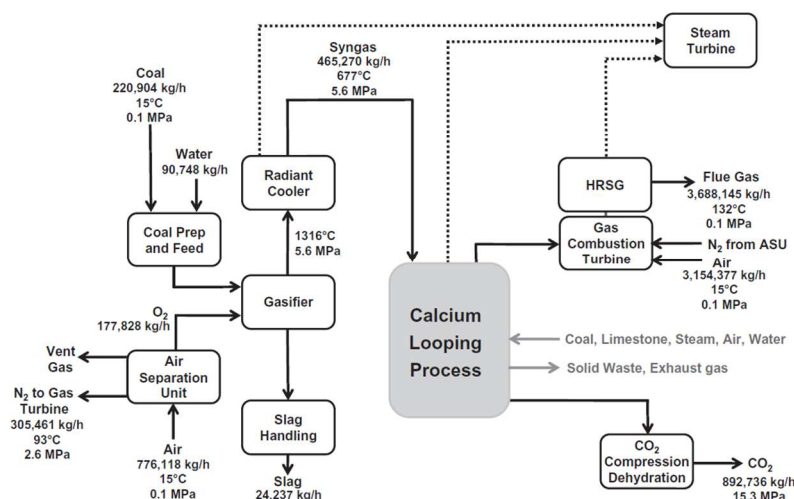 Steam
Turbine
Syngas
465,270 kg/h
677°C
5.6 MPa
Coal
220,904 kg/h
15°C
0.1 MPa
Water
90,748 kg/h
Radiant
Cooler
HRSG
Flue Gas
3,688,145 kg/h
132°C
0.1 MPa
Coal Prep
and Feed
1316°C
5.6 MPa
Gas
Combustion
Turbine
N2 from ASU
Air
3,154,377 kg/h
15°C
0.1 MPa
Gasifier
O2
177,828 kg/h
Calcium
Looping
Process
Coal, Limestone, Steam, Air, Water
Solid Waste, Exhaust gas
Vent
Gas
Air
Separation
Unit
N2 to Gas
Turbine
305,461 kg/h
93°C
2.6 MPa
Slag
Handling
Air
776,118 kg/h
15°C
0.1 MPa
Slag
24,237 kg/h
CO2
Compression
Dehydration
CO2
892,736 kg/h
15.3 MPa